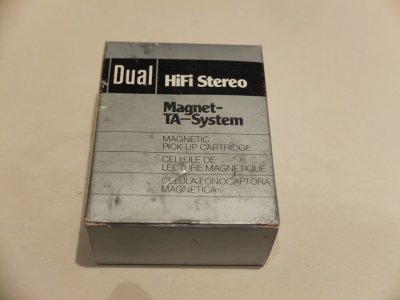 Dual HiFi Stereo
Magnet-
TA-System
MAGNETIC
PICK-UP CARTRIDGE
CELLULE DE
LECTURE MAGNETIQUE
CELULA FONOCAPTORA
MAGNETICA